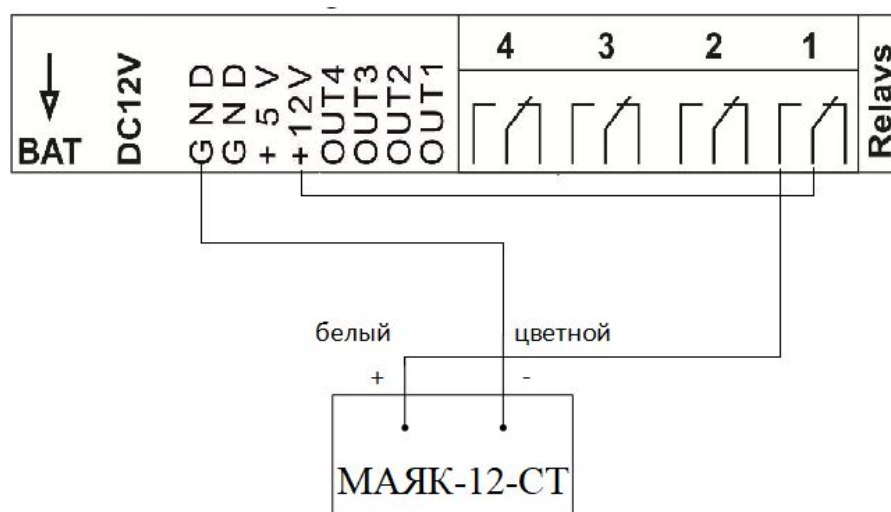 4 3 2 1
BAT
DC12V
GND
GND
+5V
+12V
OUT4
OUT3
OUT2
OUT1
Relays
белый цветной
+ -
МАЯК-12-СТ